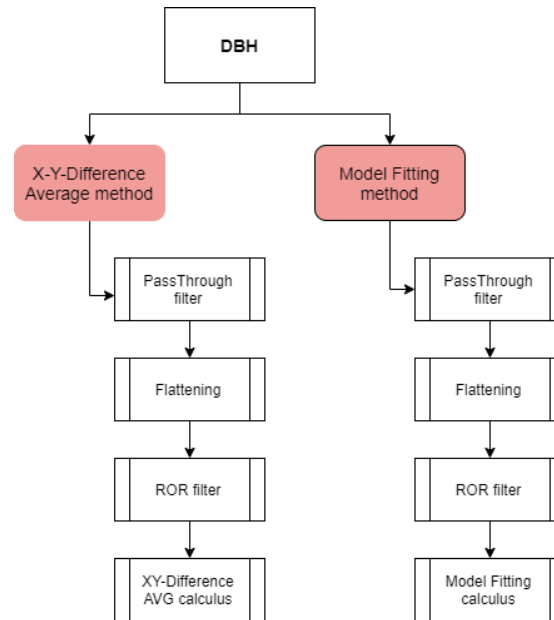 DBH
X-Y-Difference
Average method
Model Fitting
method
PassThrough
filter
Flattening
ROR filter
XY-Difference
AVG calculus
PassThrough
filter
Flattening
ROR filter
Model Fitting
calculus